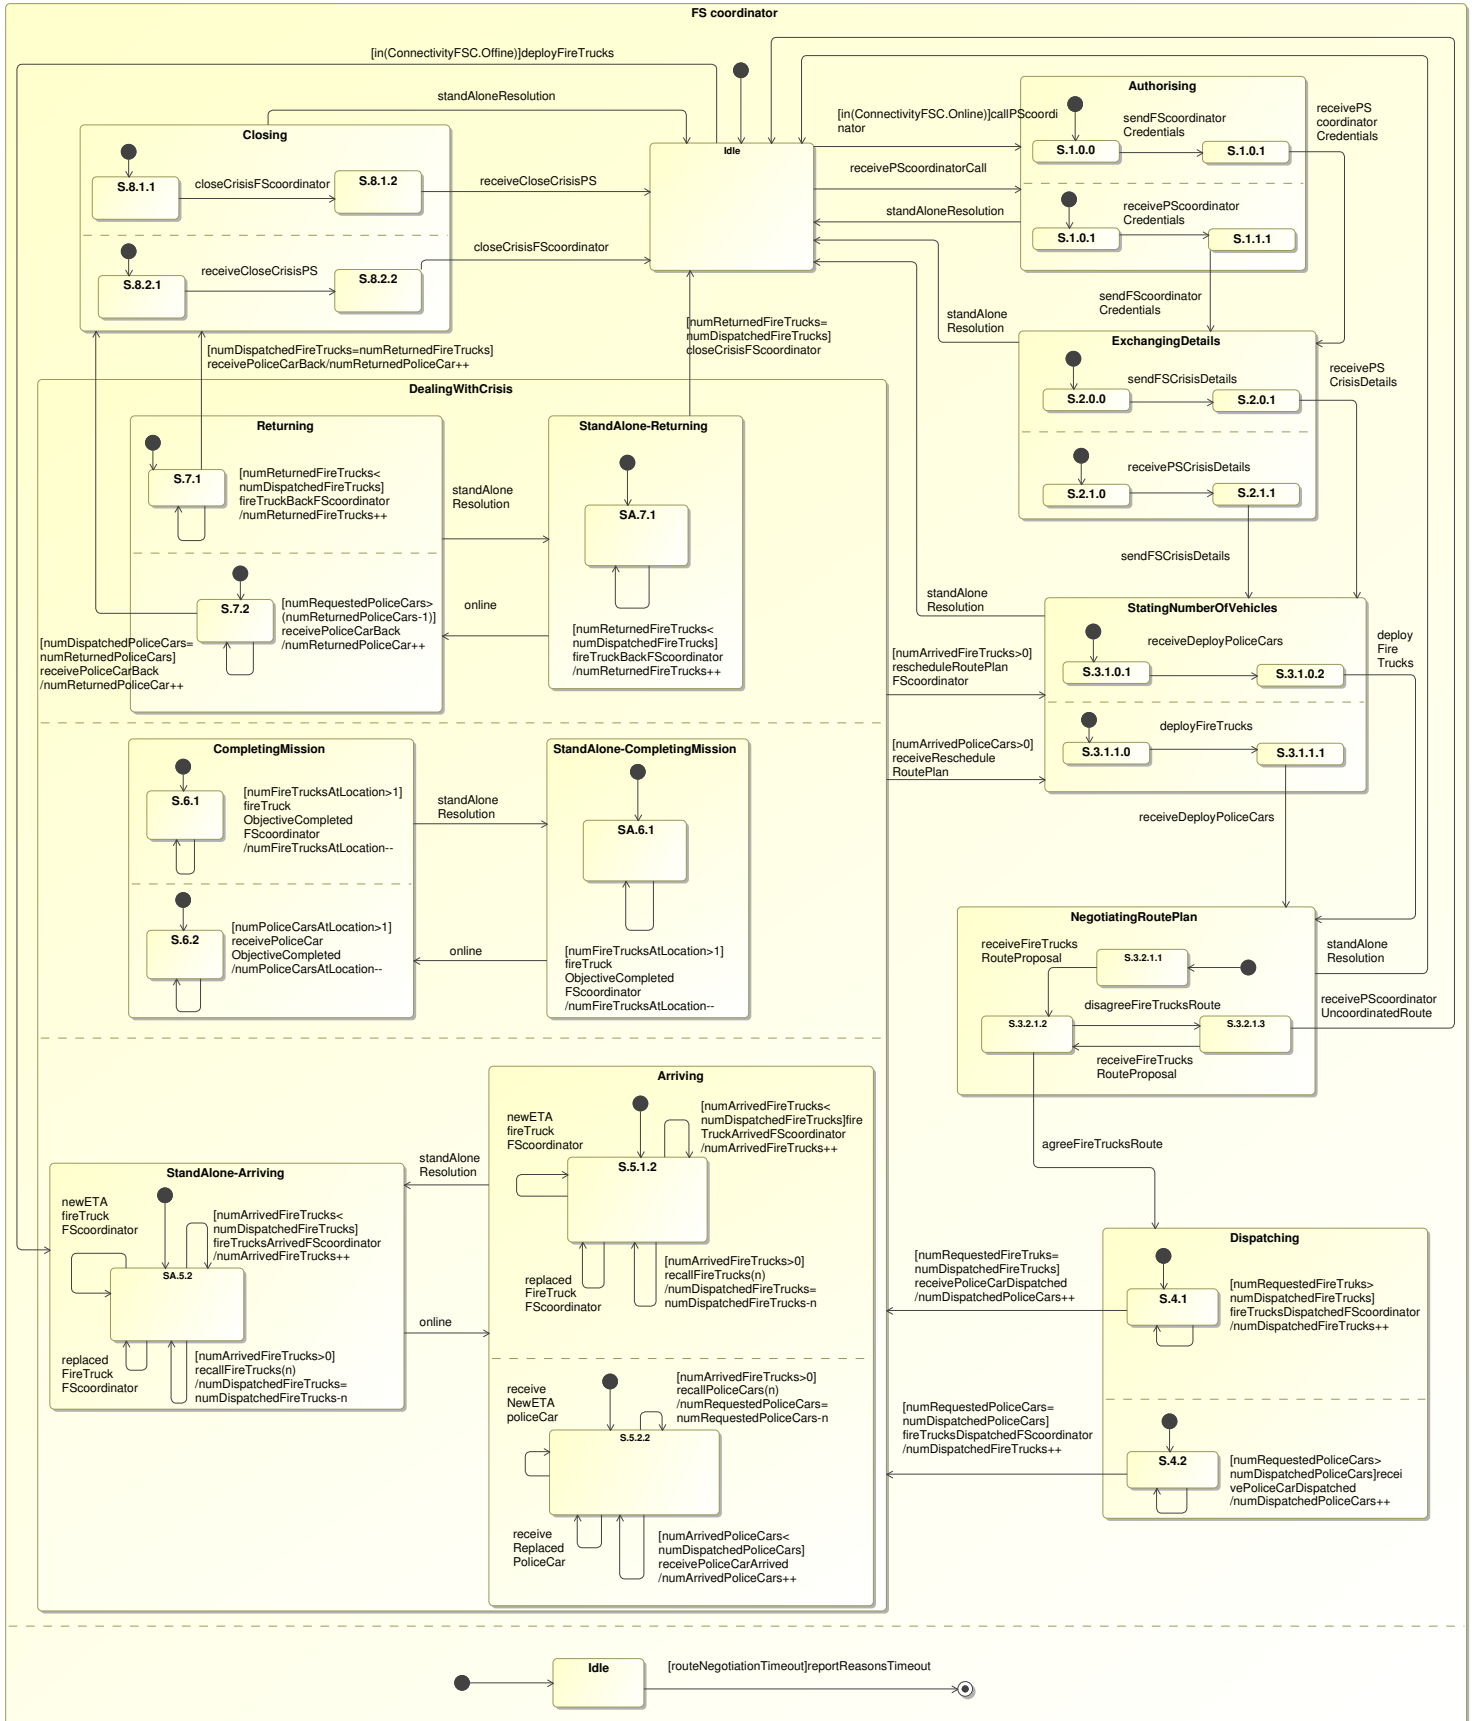 FS coordinator
[in(ConnectivityFSC.Offine)]deployFireTrucks
standAloneResolution
Closing
S.8.1.1
closeCrisisFScoordinator
S.8.1.2
receiveCloseCrisisPS
S.8.2.1
receiveCloseCrisisPS
S.8.2.2
closeCrisisFScoordinator
Idle
[in(ConnectivityFSC.Online)]callPScoordi
nator
receivePScoordinatorCall
standAloneResolution
Authorising
S.1.0.0
sendFScoordinator
Credentials
S.1.0.1
receivePS
coordinator
Credentials
S.1.0.1
receivePScoordinator
Credentials
S.1.1.1
sendFScoordinator
Credentials
standAlone
Resolution
ExchangingDetails
S.2.0.0
sendFSCrisisDetails
S.2.0.1
receivePS
CrisisDetails
S.2.1.0
receivePSCrisisDetails
S.2.1.1
sendFSCrisisDetails
[numReturnedFireTrucks=
numDispatchedFireTrucks]
closeCrisisFScoordinator
[numDispatchedFireTrucks=numReturnedFireTrucks]
receivePoliceCarBack/numReturnedPoliceCar++
DealingWithCrisis
Returning
S.7.1
[numReturnedFireTrucks<
numDispatchedFireTrucks]
fireTruckBackFScoordinator
/numReturnedFireTrucks++
S.7.2
[numRequestedPoliceCars>
(numReturnedPoliceCars-1)]
receivePoliceCarBack
/numReturnedPoliceCar++
[numDispatchedPoliceCars=
numReturnedPoliceCars]
receivePoliceCarBack
/numReturnedPoliceCar++
standAlone
Resolution
online
StandAlone-Returning
SA.7.1
[numReturnedFireTrucks<
numDispatchedFireTrucks]
fireTruckBackFScoordinator
/numReturnedFireTrucks++
standAlone
Resolution
StatingNumberOfVehicles
receiveDeployPoliceCars
S.3.1.0.1
S.3.1.0.2
deploy
Fire
Trucks
deployFireTrucks
S.3.1.1.0
S.3.1.1.1
receiveDeployPoliceCars
[numArrivedFireTrucks>0]
rescheduleRoutePlan
FScoordinator
[numArrivedPoliceCars>0]
receiveReschedule
RoutePlan
CompletingMission
S.6.1
[numFireTrucksAtLocation>1]
fireTruck
ObjectiveCompleted
FScoordinator
/numFireTrucksAtLocation--
S.6.2
[numPoliceCarsAtLocation>1]
receivePoliceCar
ObjectiveCompleted
/numPoliceCarsAtLocation--
standAlone
Resolution
online
StandAlone-CompletingMission
SA.6.1
[numFireTrucksAtLocation>1]
fireTruck
ObjectiveCompleted
FScoordinator
/numFireTrucksAtLocation--
NegotiatingRoutePlan
receiveFireTrucks
RouteProposal
S.3.2.1.1
disagreeFireTrucksRoute
S.3.2.1.2
S.3.2.1.3
receiveFireTrucks
RouteProposal
standAlone
Resolution
receivePScoordinator
UncoordinatedRoute
agreeFireTrucksRoute
Arriving
newETA
fireTruck
FScoordinator
[numArrivedFireTrucks<
numDispatchedFireTrucks]fire
TruckArrivedFScoordinator
/numArrivedFireTrucks++
S.5.1.2
replaced
FireTruck
FScoordinator
[numArrivedFireTrucks>0]
recallFireTrucks(n)
/numDispatchedFireTrucks=
numDispatchedFireTrucks-n
receive
NewETA
policeCar
[numArrivedFireTrucks>0]
recallPoliceCars(n)
/numRequestedPoliceCars=
numRequestedPoliceCars-n
S.5.2.2
receive
Replaced
PoliceCar
[numArrivedPoliceCars<
numDispatchedPoliceCars]
receivePoliceCarArrived
/numArrivedPoliceCars++
standAlone
Resolution
online
StandAlone-Arriving
newETA
fireTruck
FScoordinator
[numArrivedFireTrucks<
numDispatchedFireTrucks]
fireTrucksArrivedFScoordinator
/numArrivedFireTrucks++
SA.5.2
replaced
FireTruck
FScoordinator
[numArrivedFireTrucks>0]
recallFireTrucks(n)
/numDispatchedFireTrucks=
numDispatchedFireTrucks-n
Dispatching
[numRequestedFireTruks=
numDispatchedFireTrucks]
receivePoliceCarDispatched
/numDispatchedPoliceCars++
S.4.1
[numRequestedFireTruks>
numDispatchedFireTrucks]
fireTrucksDispatchedFScoordinator
/numDispatchedFireTrucks++
[numRequestedPoliceCars=
numDispatchedPoliceCars]
fireTrucksDispatchedFScoordinator
/numDispatchedFireTrucks++
S.4.2
[numRequestedPoliceCars>
numDispatchedPoliceCars]recei
vePoliceCarDispatched
/numDispatchedPoliceCars++
Idle
[routeNegotiationTimeout]reportReasonsTimeout